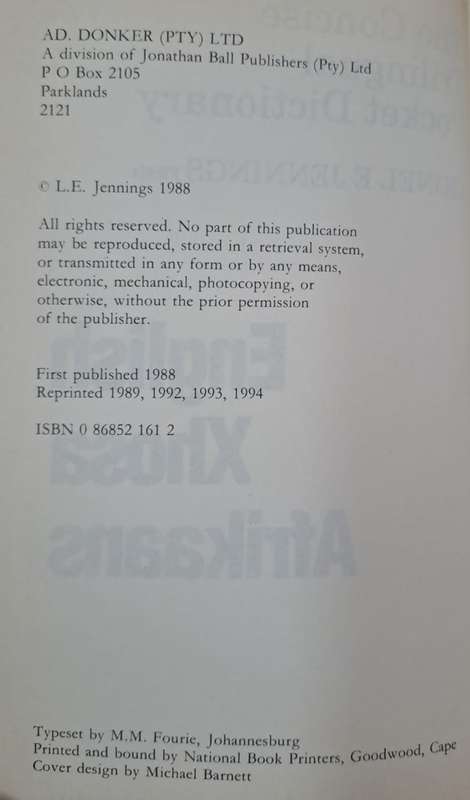 AD. DONKER (PTY) LTD
A division of Jonathan Ball Publishers (Pty) Ltd
P O Box 2105
Parklands
2121
© L.E. Jennings 1988
All rights reserved. No part of this publication
may be reproduced, stored in a retrieval system,
or transmitted in any form or by any means,
electronic, mechanical, photocopying, or
otherwise, without the prior permission
of the publisher.
First published 1988
Reprinted 1989, 1992, 1993, 1994
ISBN 0 86852 161 2
English
Xhosa
Afrikaans
Typeset by M.M. Fourie, Johannesburg
Printed and bound by National Book Printers, Goodwood, Cape
Cover design by Michael Barnett